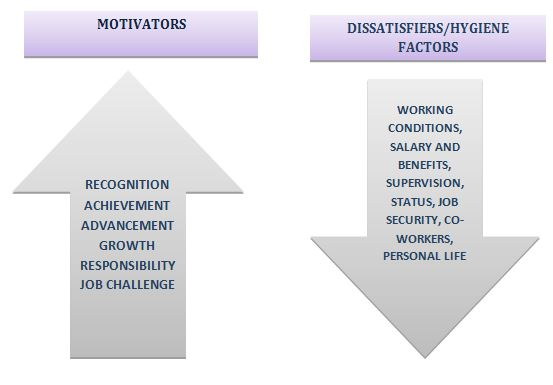 MOTIVATORS
RECOGNITION
ACHIEVEMENT
ADVANCEMENT
GROWTH
RESPONSIBILITY
JOB CHALLENGE
DISSATISFIERS/HYGIENE
FACTORS
WORKING
CONDITIONS,
SALARY AND
BENEFITS,
SUPERVISION,
STATUS, JOB
SECURITY, CO-
WORKERS,
PERSONAL LIFE